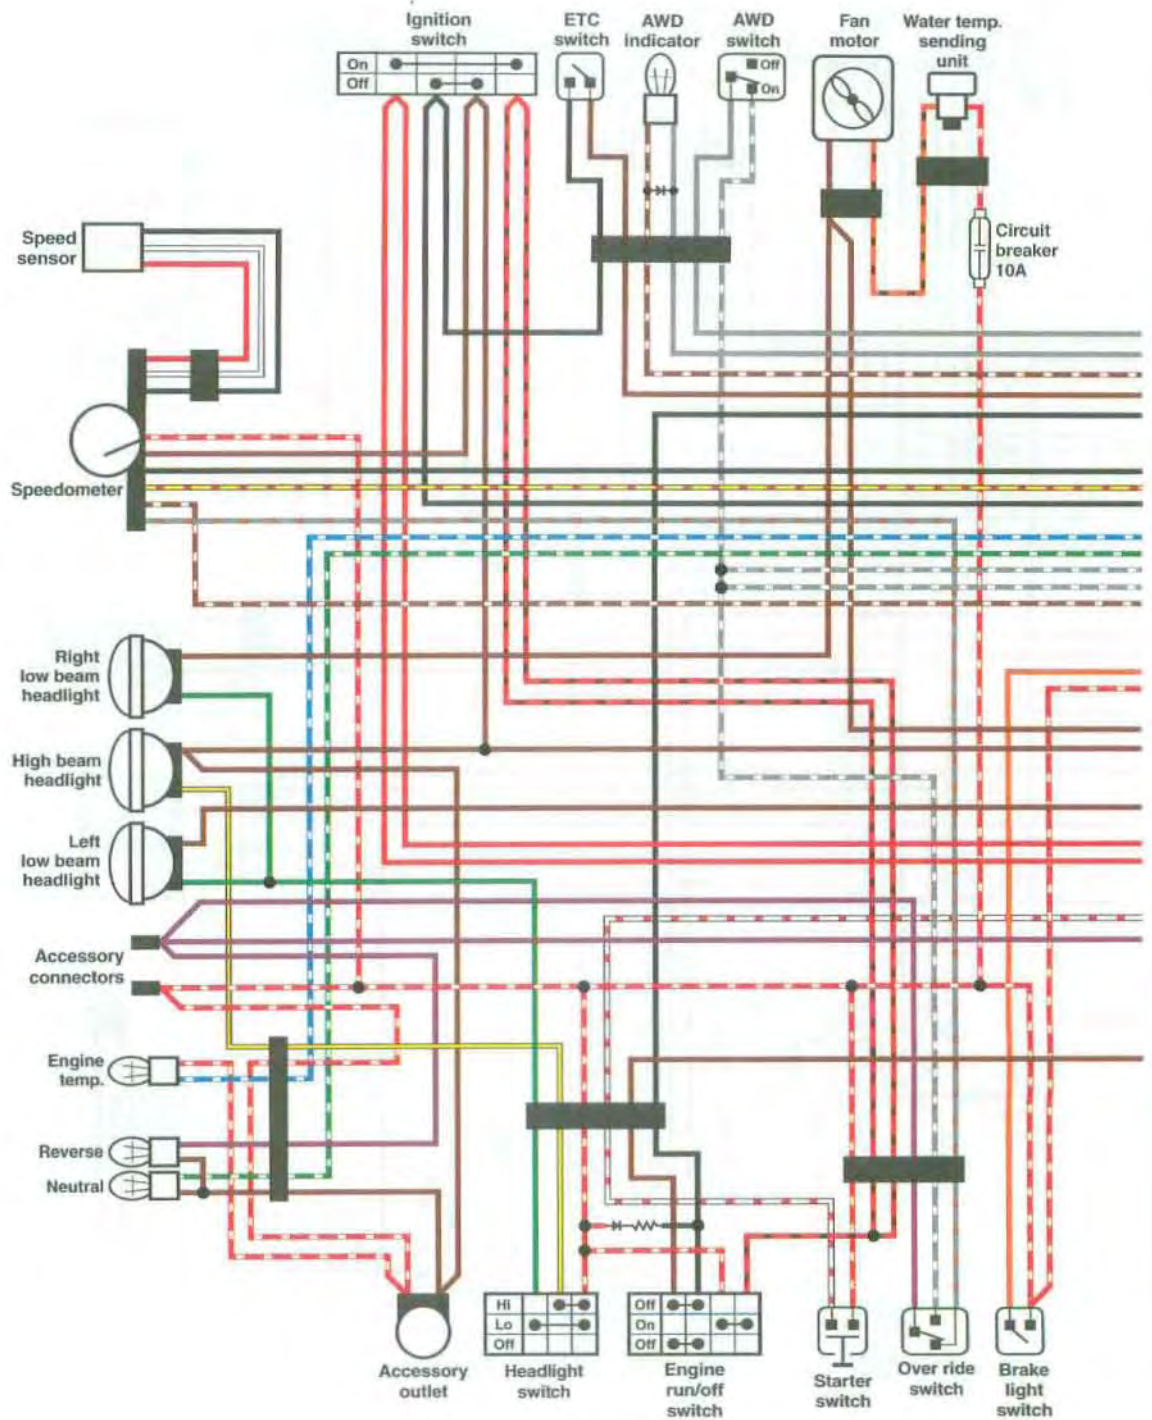 Ignition
switch
ETC
switch
AWD
indicator
AWD
switch
Fan
motor
Water temp.
sending
unit
On
Off
Off
On
Speed
sensor
Circuit
breaker
10A
Speedometer
Right
low beam
headlight
High beam
headlight
Left
low beam
headlight
Accessory
connectors
Engine
temp.
Reverse
Neutral
Hi
Lo
Off
Off
On
Off
Accessory
outlet
Headlight
switch
Engine
run/off
switch
Starter
switch
Over ride
switch
Brake
light
switch